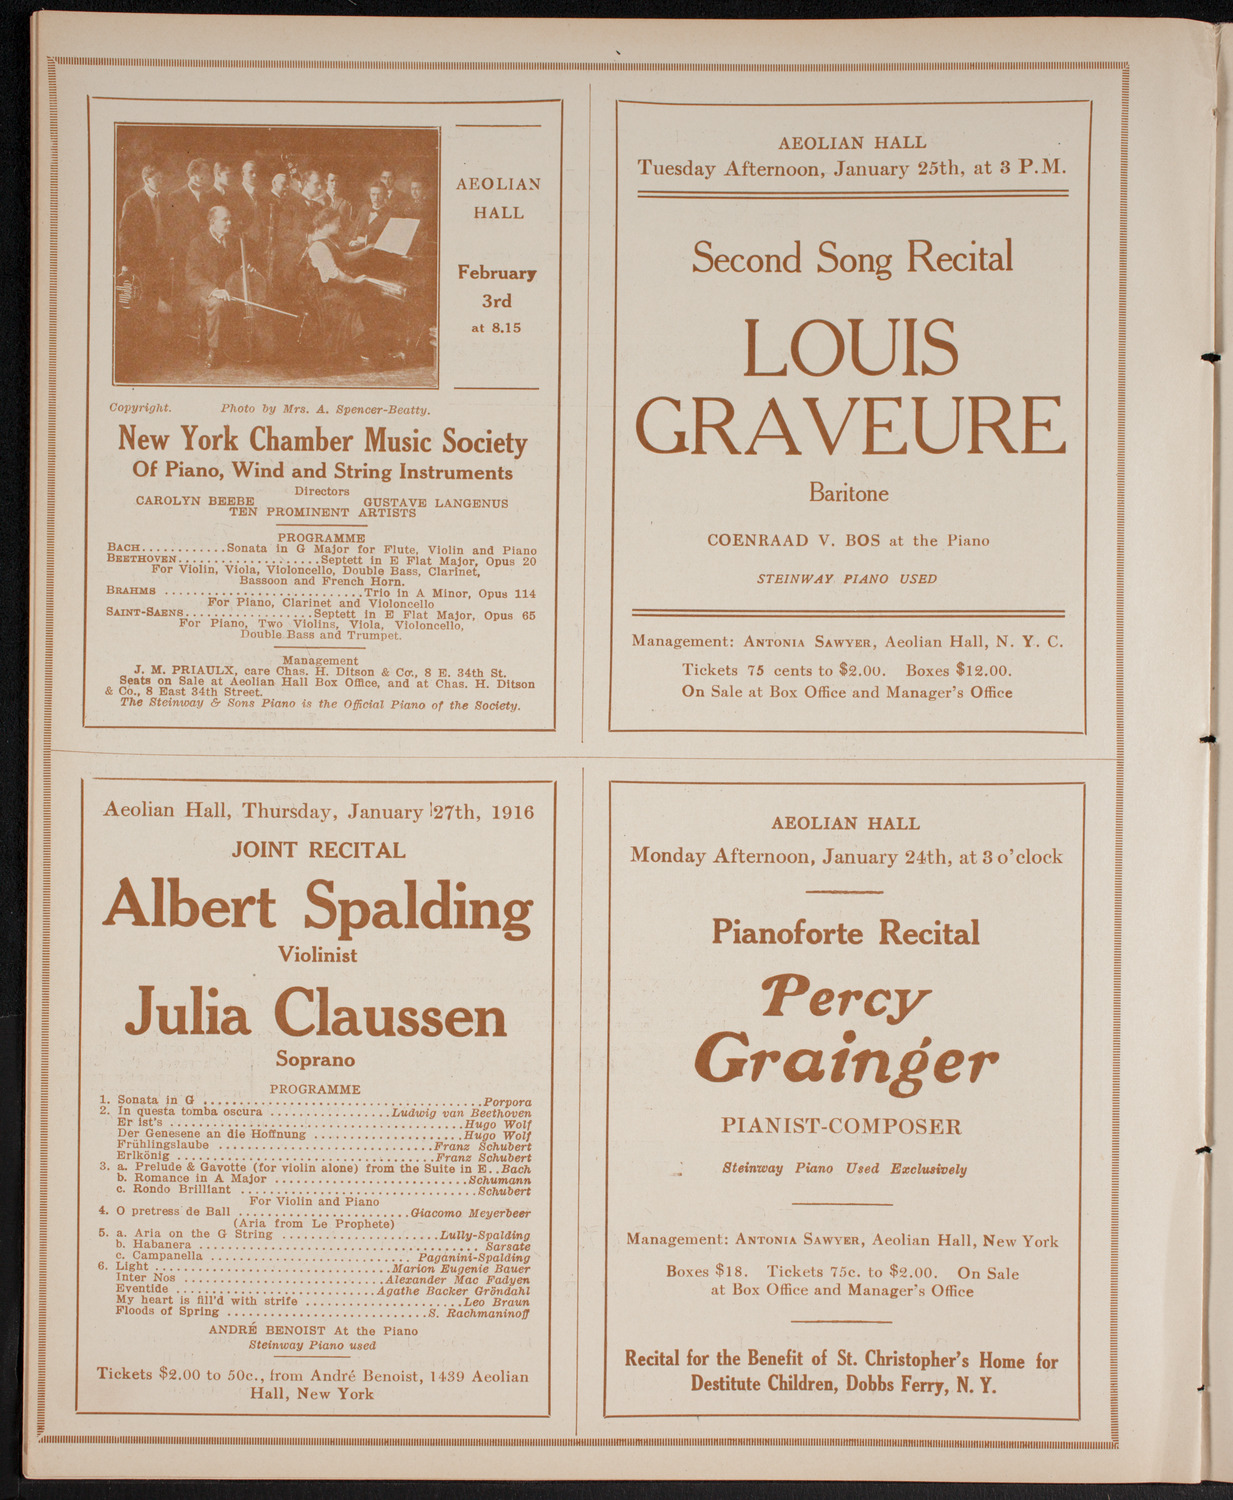 AEOLIAN
HALL
February
3rd
at 8.15
Copyright. Photo by Mrs. A. Spencer-Beatty.
New York Chamber Music Society
Of Piano, Wind and String Instruments
Directors
CAROLYN BEEBE GUSTAVE LANGENUS
TEN PROMINENT ARTISTS
PROGRAMME
BACH............Sonata in G Major for Flute, Violin and Piano
BEETHOVEN....................Septett in E Flat Major, Opus 20
For Violin, Viola, Violoncello, Double Bass, Clarinet,
Bassoon and French Horn.
BRAHMS ............................Trio in A Minor, Opus 114
For Piano, Clarinet and Violoncello
SAINT-SAENS..................Septett in E Flat Major, Opus 65
For Piano, Two Violins, Viola, Violoncello,
Double Bass and Trumpet.
Management
J. M. PRIAULX, care Chas. H. Ditson & Co., 8 E. 34th St.
Seats on Sale at Aeolian Hall Box Office, and at Chas. H. Ditson
& Co., 8 East 34th Street.
The Steinway & Sons Piano is the Official Piano of the Society.
AEOLIAN HALL
Tuesday Afternoon, January 25th, at 3 P.M.
Second Song Recital
LOUIS
GRAVEURE
Baritone
COENRAAD V. BOS at the Piano
STEINWAY PIANO USED
Management: ANTONIA SAWYER, Aeolian Hall, N. Y. C.
Tickets 75 cents to $2.00. Boxes $12.00.
On Sale at Box Office and Manager's Office
Aeolian Hall, Thursday, January 27th, 1916
JOINT RECITAL
Albert Spalding
Violinist
Julia Claussen
Soprano
PROGRAMME
1. Sonata in G ..........................................Porpora
2. In questa tomba oscura .................Ludwig van Beethoven
Er ist's ..........................................Hugo Wolf
Der Genesene an die Hoffnung .....................Hugo Wolf
Frühlingslaube ...............................Franz Schubert
Erlkönig .....................................Franz Schubert
3. a. Prelude & Gavotte (for violin alone) from the Suite in E..Bach
b. Romance in A Major ...........................Schumann
c. Rondo Brilliant ..................................Schubert
For Violin and Piano
4. O pretress de Ball ........................Giacomo Meyerbeer
(Aria from Le Prophete)
5. a. Aria on the G String ......................Lully-Spalding
b. Habanera ........................................ Sarsate
c. Campanella ............................. Paganini-Spalding
6. Light ..................................Marion Eugenie Bauer
Inter Nos ............................Alexander Mac Fadyen
Eventide ............................Agathe Backer Gröndahl
My heart is fill'd with strife .......................Leo Braun
Floods of Spring .............................S. Rachmaninoff
ANDRÉ BENOIST At the Piano
Steinway Piano used
Tickets $2.00 to 50c., from André Benoist, 1439 Aeolian
Hall, New York
AEOLIAN HALL
Monday Afternoon, January 24th, at 3 o'clock
Pianoforte Recital
Percy
Grainger
PIANIST-COMPOSER
Steinway Piano Used Exclusively
Management: ANTONIA SAWYER, Aeolian Hall, New York
Boxes $18. Tickets 75c. to $2.00. On Sale
at Box Office and Manager's Office
Recital for the Benefit of St. Christopher's Home for
Destitute Children, Dobbs Ferry, N. Y.